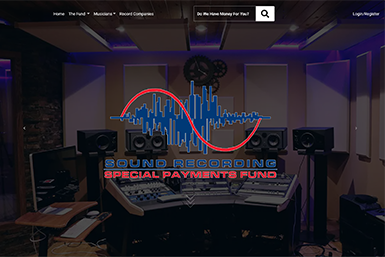 Home The Fund Musicians Record Companies Do We Have Money For You? Login/Register
SOUND RECORDING
SPECIAL PAYMENTS FUND